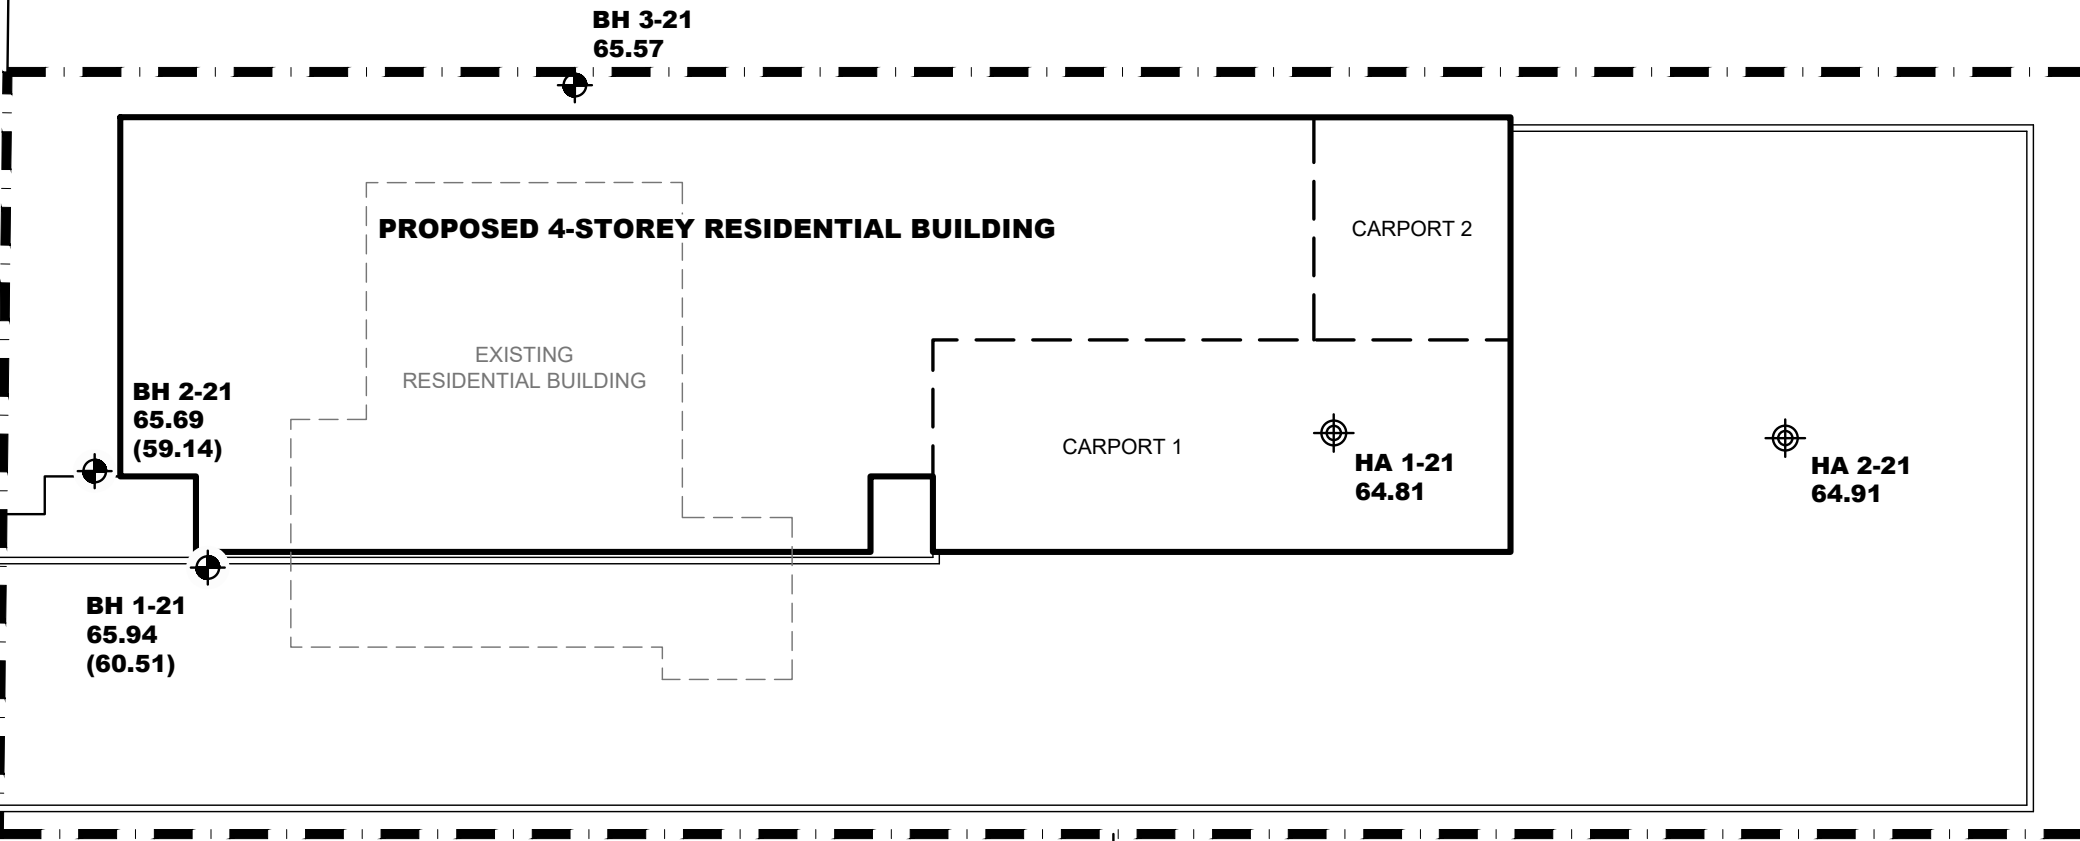 BH 3-21
65.57
PROPOSED 4-STOREY RESIDENTIAL BUILDING
CARPORT 2
EXISTING
RESIDENTIAL BUILDING
BH 2-21
65.69
(59.14)
CARPORT 1
HA 1-21
64.81
HA 2-21
64.91
BH 1-21
65.94
(60.51)